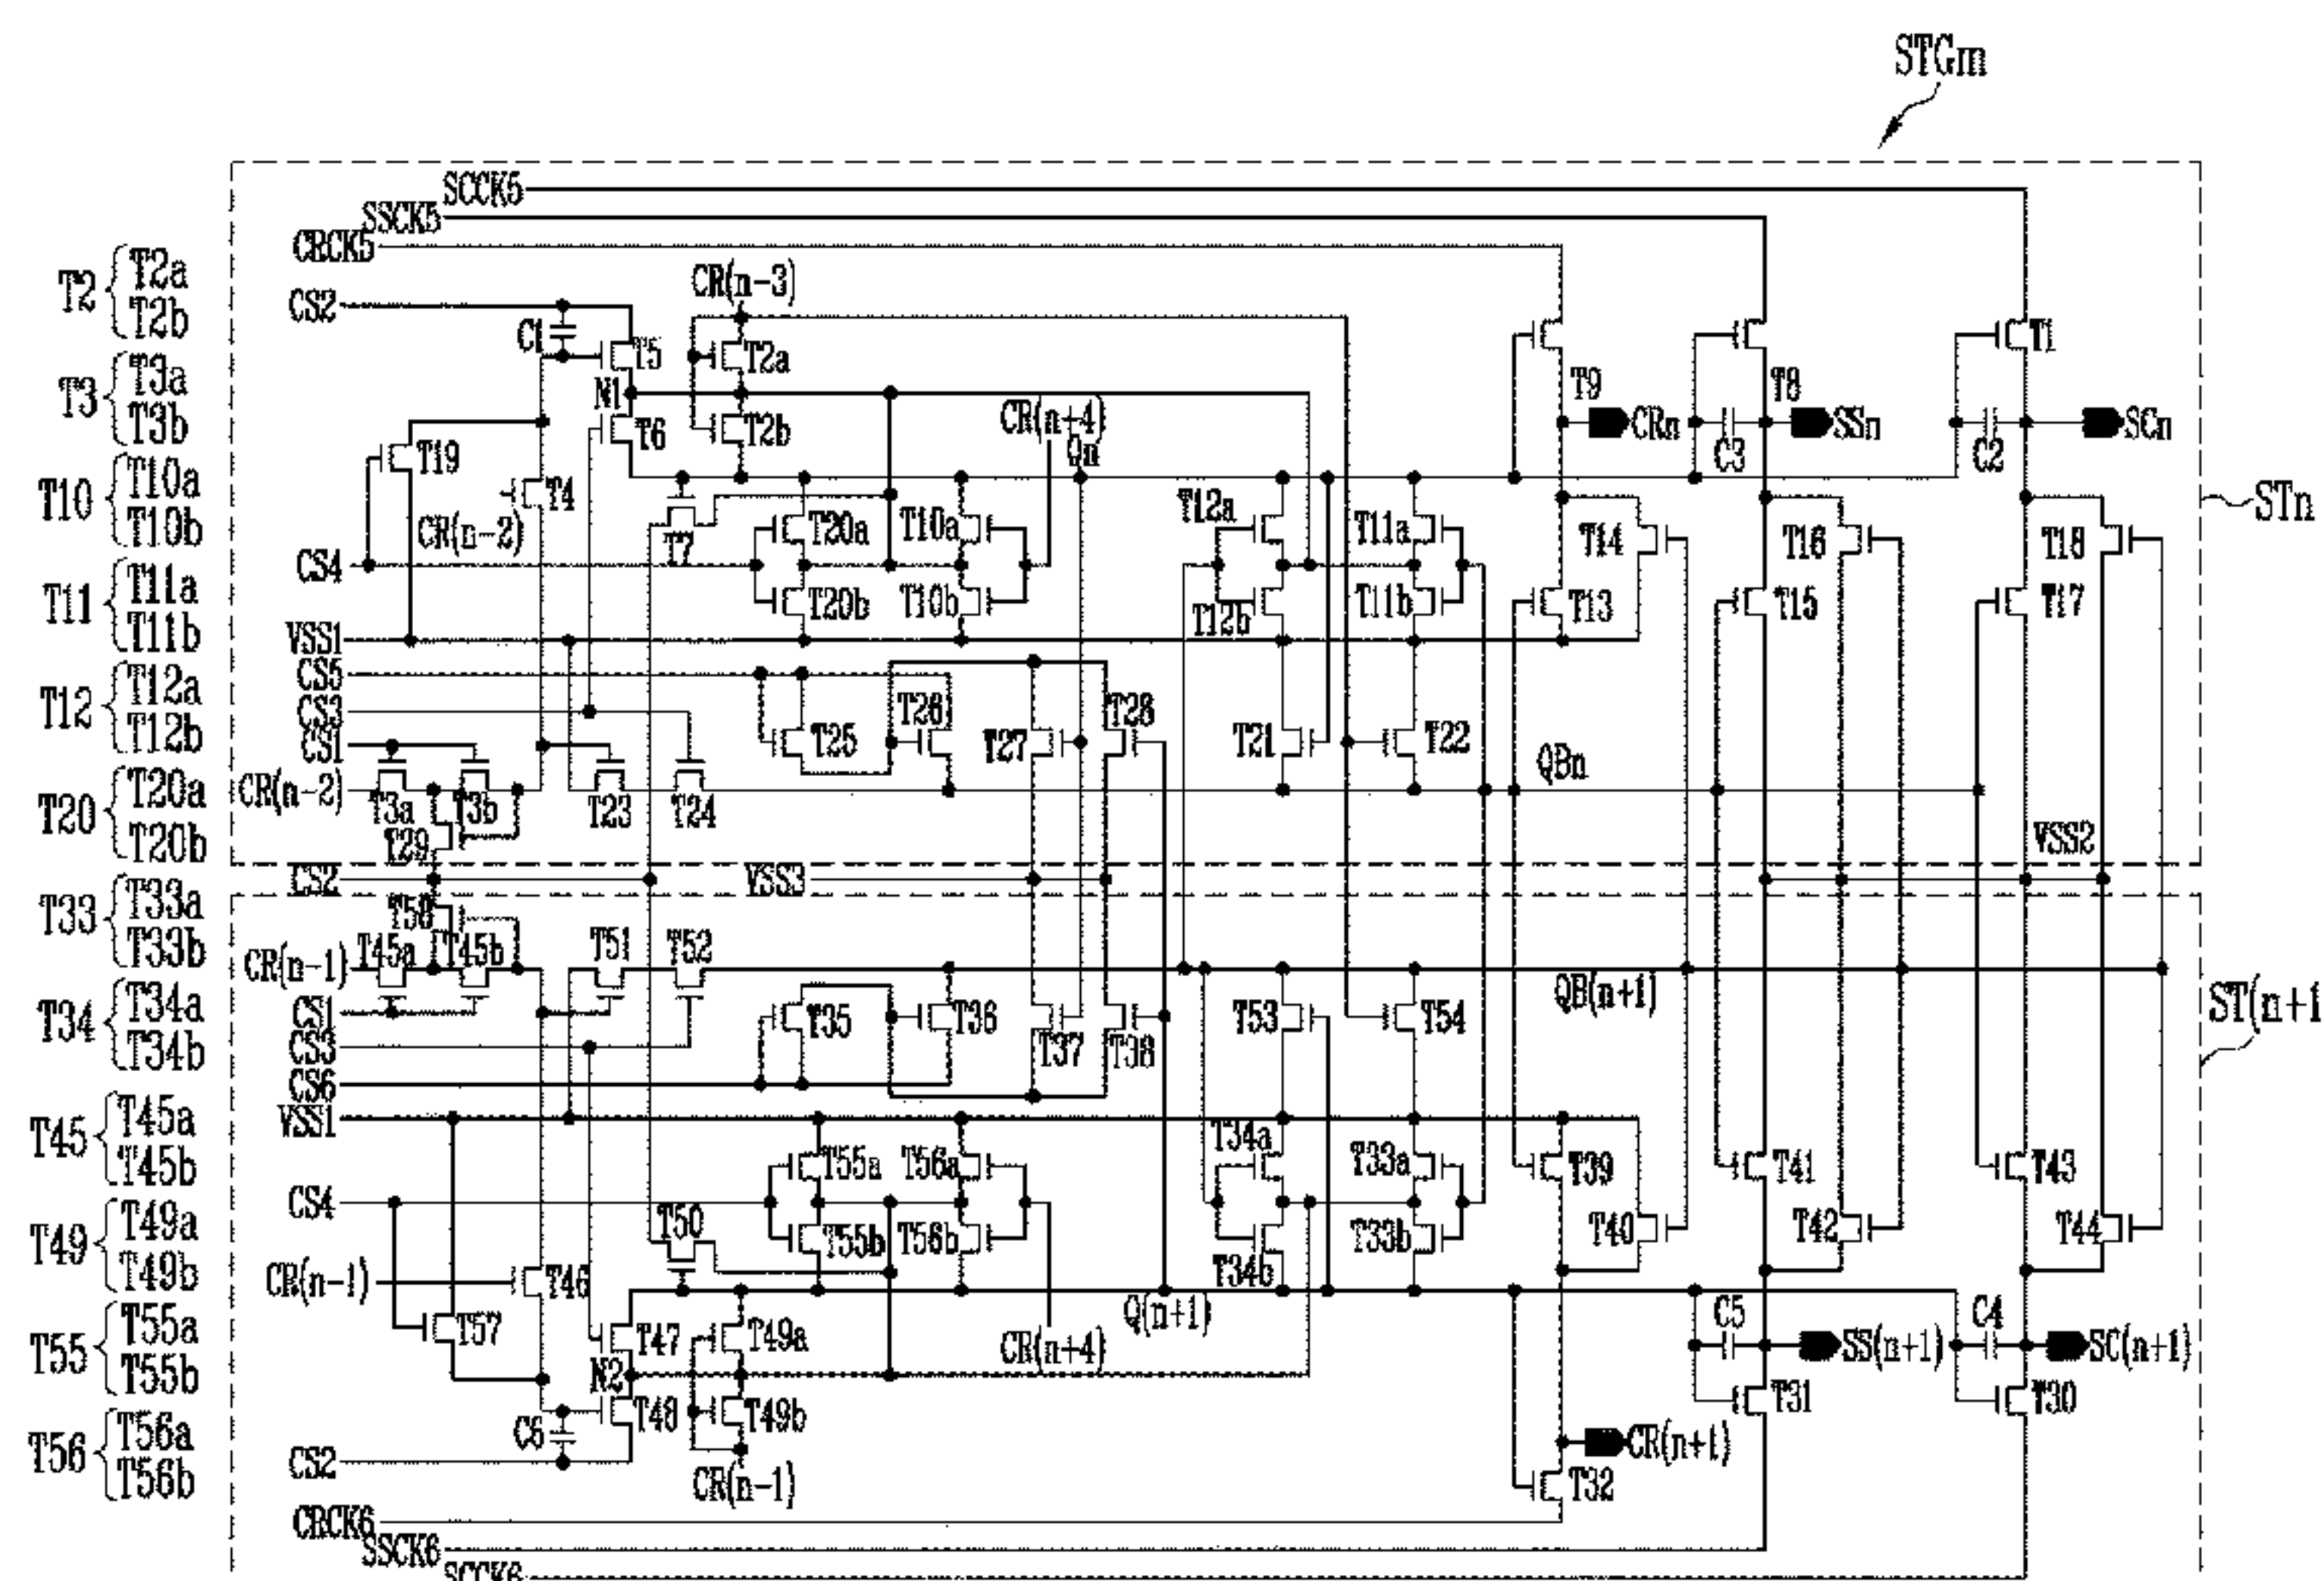 STGm
SCCK5
SSCK5
CRCK5
T2 { T2a
T2b
CS2
CR(n-3)
C1
T5
T2a
T1
T3 { T3a
T3b
N1
T9
T8
T6
T2b
CR(n+4)
CRn
SSn
SCn
T19
Qn
C3
C2
T10 { T10a
T10b
T4
CR(n-2)
T7
T20a
T10a
T12a
T11a
T14
T16
T18
STn
CS4
T11 { T11a
T11b
T20b
T10b
T12b
T11b
T13
T15
T17
VSS1
CS5
T12 { T12a
T12b
CS3
T26
T28
CS1
T25
T27
T21
T22
QBn
CR(n-2)
T20 { T20a
T20b
T3a
T3b
T23
T24
T29
VSS2
CS2
VSS3
T33 { T33a
T33b
T58
CR(n-1)
T45a
T45b
T51
T52
QB(n+1)
ST(n+1
T34 { T34a
T34b
CS1
T35
T36
T53
T54
CS3
T37
T38
CS6
VSS1
T45 { T45a
T45b
T34a
T55a
T56a
T33a
T39
T41
T43
CS4
T49 { T49a
T49b
T50
T55b
T56b
T34b
T33b
T40
T42
T44
CR(n-1)
T46
T57
Q(n+1)
C5
C4
T55 { T55a
T55b
T47
T49a
CR(n+4)
SS(n+1)
SC(n+1)
N2
T56 { T56a
T56b
C6
T48
T49b
T31
T30
CS2
CR(n-1)
CR(n+1)
T32
CRCK6
SSCK6
SCCK6